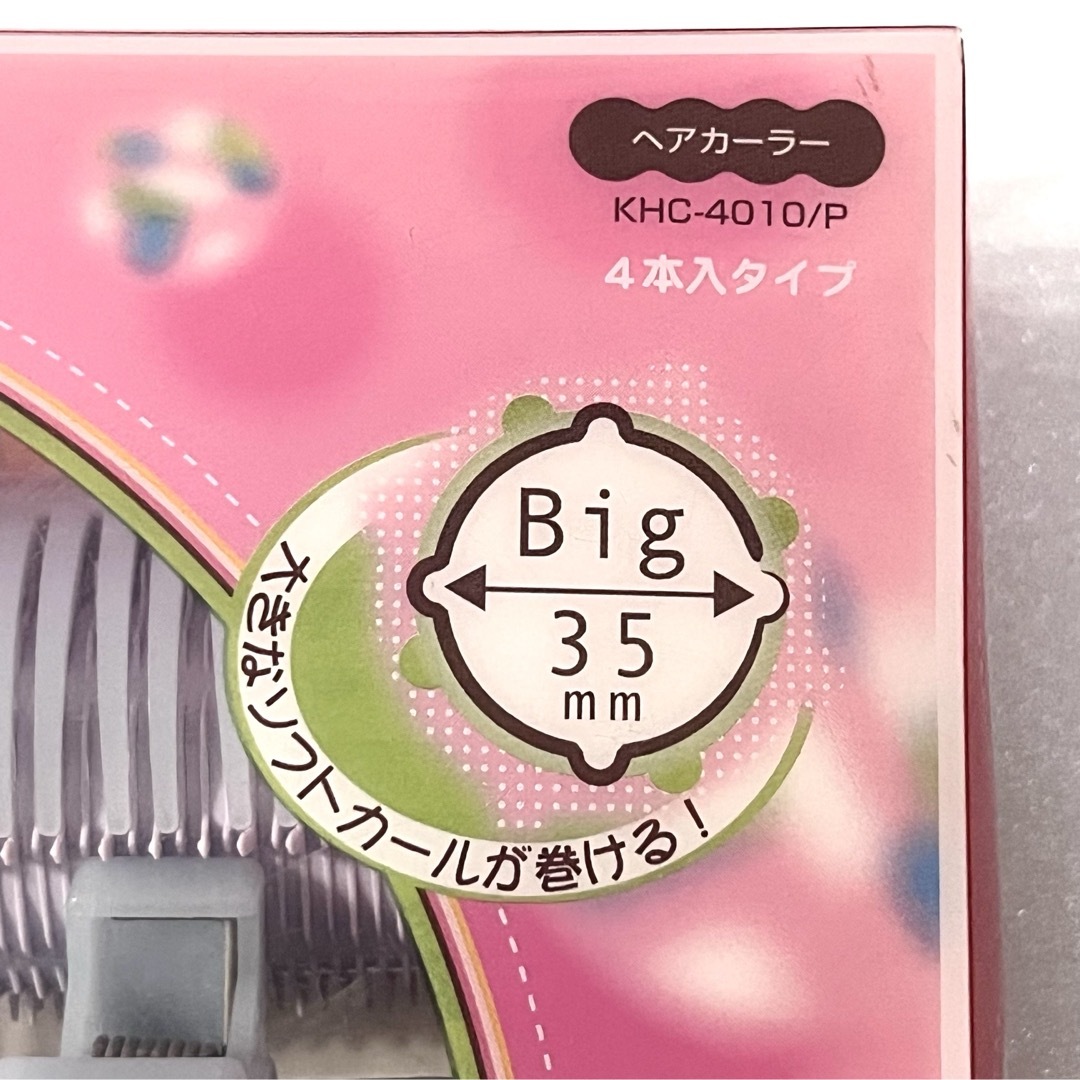 ヘアカーラー
KHC-4010/P
4本入タイプ
Big
35
mm
大きなソフトカールが巻ける!